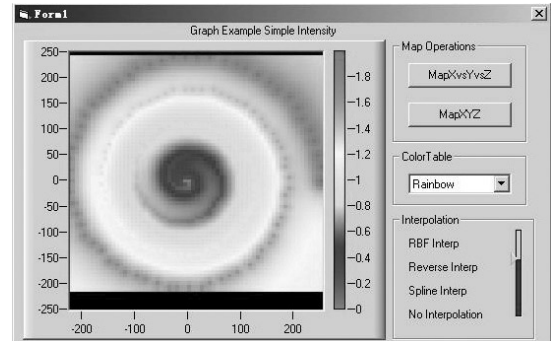 Form1
Graph Example Simple Intensity
250
200
150
100
50
0
-50
-100
-150
-200
-250
-200 -100 0 100 200
1.8
1.6
1.4
1.2
1
0.8
0.6
0.4
0.2
0
Map Operations
MapXvsYvsZ
MapXYZ
ColorTable
Rainbow
Interpolation
RBF Interp
Reverse Interp
Spline Interp
No Interpolation